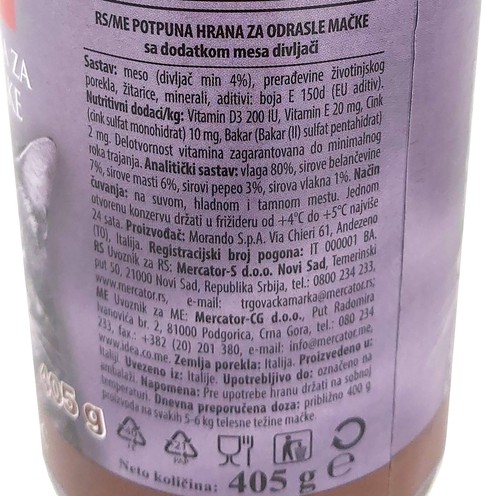 ZA
KE
RS/ME POTPUNA HRANA ZA ODRASLE MAČKE
sa dodatkom mesa divljači
Sastav: meso (divljač min 4%), prerađevine životinjskog
porekla, žitarice, minerali, aditivi: boja E 150d (EU aditiv).
Nutritivni dodaci/kg: Vitamin D3 200 IU, Vitamin E 20 mg, Cink
(cink sulfat monohidrat) 10 mg, Bakar (Bakar (II) sulfat pentahidrat)
2 mg. Delotvornost vitamina zagarantovana do minimalnog
roka trajanja. Analitički sastav: vlaga 80%, sirove belančevine
7%, sirove masti 6%, sirovi pepeo 3%, sirova vlakna 1%. Način
čuvanja: na suvom, hladnom i tamnom mestu. Jednom
otvorenu konzervu držati u frižideru od +4°C do +5°C najviše
24 sata. Proizvođač: Morando S.p.A. Via Chieri 61, Andezeno
(TO), Italija. Registracijski broj pogona: IT 000001 BA.
RS Uvoznik za RS: Mercator-S d.o.o. Novi Sad, Temerinski
put 50, 21000 Novi Sad, Republika Srbija, tel.: 0800 234 233,
www.mercator.rs, e-mail: trgovackamarka@mercator.rs;
ME Uvoznik za ME: Mercator-CG d.o.o., Put Radomira
Ivanovića br. 2, 81000 Podgorica, Crna Gora, tel.: 080 234
233, fax.: +382 (20) 201 380, e-mail: info@mercator.me,
www.idea.co.me. Zemlja porekla: Italija. Proizvedeno u:
Italiji. Uvezeno iz: Italije. Upotrebljivo do: označeno na
ambalaži. Napomena: Pre upotrebe hranu držati na sobnoj
temperaturi. Dnevna preporučena doza: približno 400 g
proizvoda na svakih 5-6 kg telesne težine mačke.
405 g
40
21
PAP
Neto količina: 405 g e